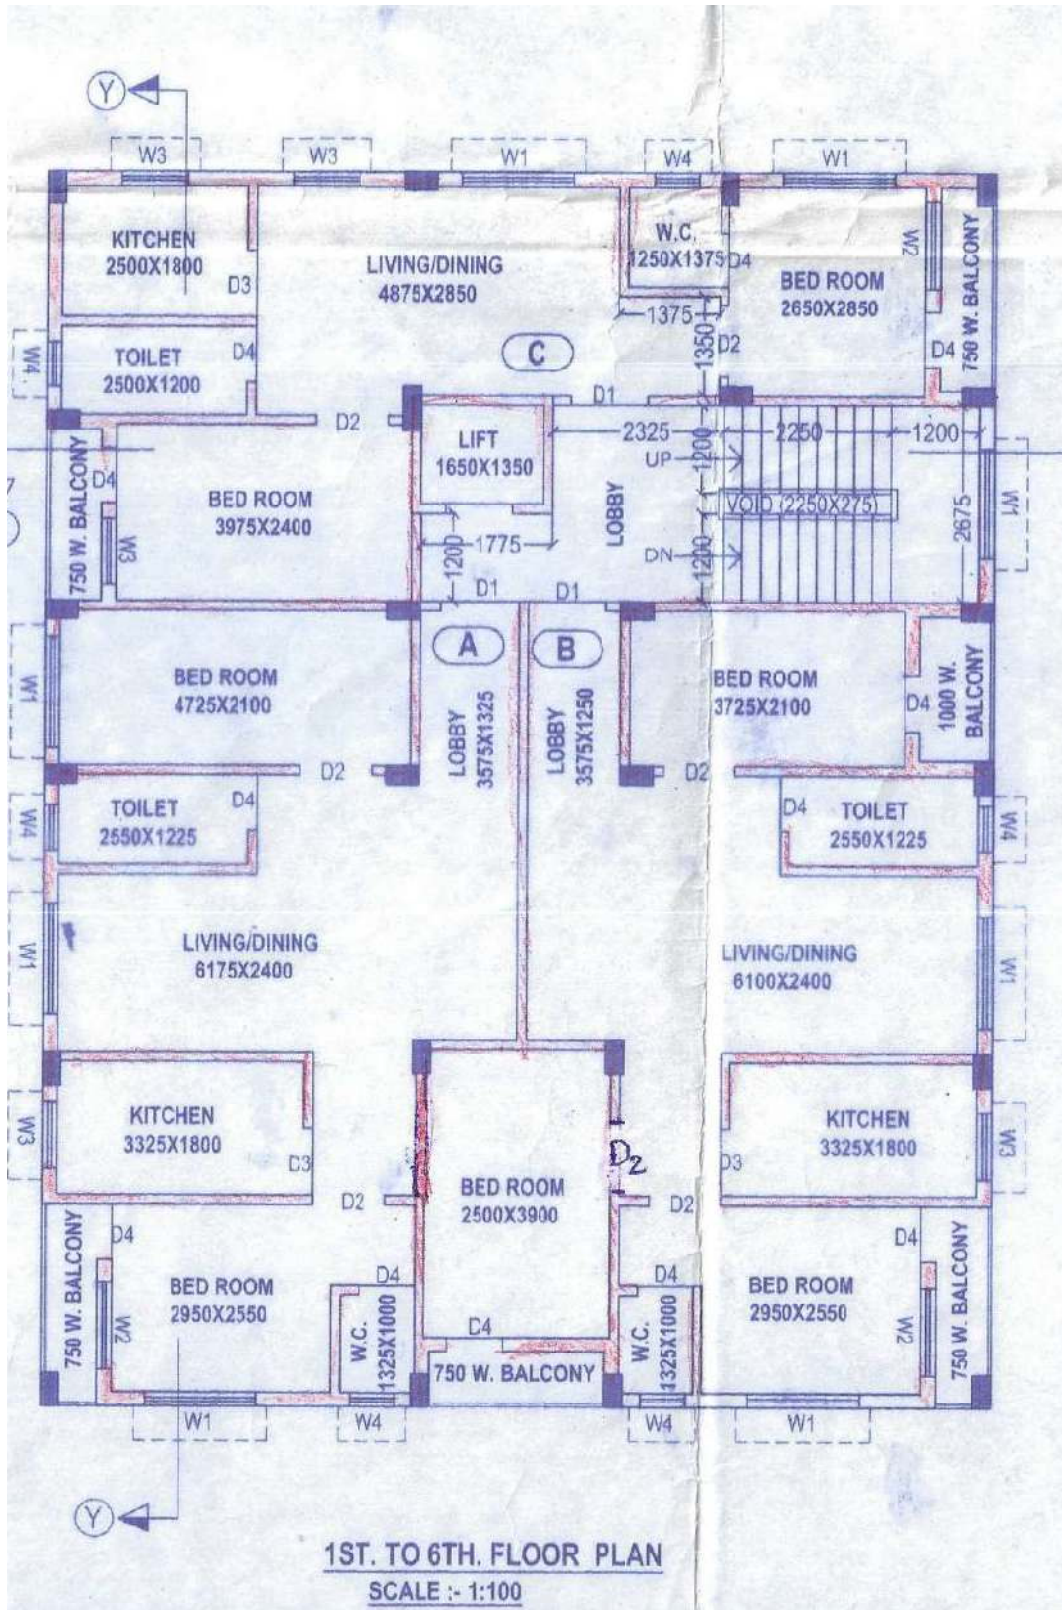 Y
W3
W3
W1
W4
W1
KITCHEN
2500X1800
D3
LIVING/DINING
4875X2850
W.C.
1250X1375
D4
BED ROOM
2650X2850
W2
750 W. BALCONY
1375
1350
W4
TOILET
2500X1200
D4
C
D2
D4
D2
D1
LIFT
1650X1350
2325
1200
2250
1200
UP
750 W. BALCONY
D4
BED ROOM
3975X2400
W3
LOBBY
VOID (2250X275)
W1
2675
1200
1775
DN
1200
D1
D1
A
B
W1
BED ROOM
4725X2100
LOBBY
3575X1325
LOBBY
3575X1250
BED ROOM
3725X2100
D4
1000 W.
BALCONY
D2
D2
W4
TOILET
2550X1225
D4
D4
TOILET
2550X1225
W4
W1
LIVING/DINING
6175X2400
LIVING/DINING
6100X2400
W1
W3
KITCHEN
3325X1800
D3
D2
D3
KITCHEN
3325X1800
W3
D2
BED ROOM
2500X3900
D2
750 W. BALCONY
D4
W2
BED ROOM
2950X2550
D4
W.C.
1325X1000
D4
750 W. BALCONY
D4
W.C.
1325X1000
BED ROOM
2950X2550
D4
W2
750 W. BALCONY
W1
W4
W4
W1
Y
1ST. TO 6TH. FLOOR PLAN
SCALE :- 1:100